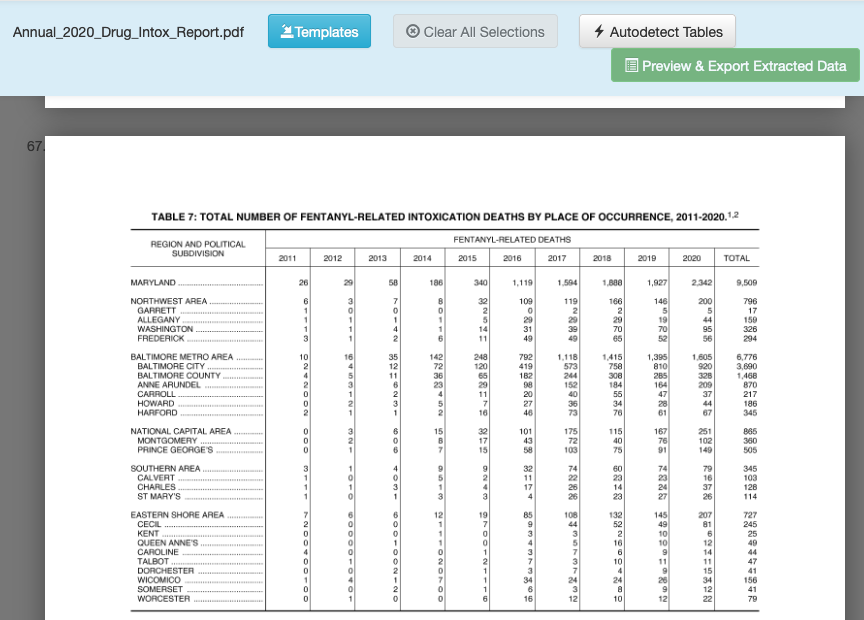 Annual_2020_Drug_Intox_Report.pdf Templates Clear All Selections Autodetect Tables
Preview & Export Extracted Data
67.
TABLE 7: TOTAL NUMBER OF FENTANYL-RELATED INTOXICATION DEATHS BY PLACE OF OCCURRENCE, 2011-2020.1,2
REGION AND POLITICAL SUBDIVISION
FENTANYL-RELATED DEATHS
2011 2012 2013 2014 2015 2016 2017 2018 2019 2020 TOTAL
MARYLAND 26 29 58 186 340 1,119 1,594 1,888 1,927 2,342 9,509
NORTHWEST AREA 6 3 7 8 32 109 119 166 146 200 796
GARRETT 1 0 0 0 2 0 2 2 5 5 17
ALLEGANY 1 1 1 1 5 29 29 29 19 44 159
WASHINGTON 1 1 4 1 14 31 39 70 70 95 326
FREDERICK 3 1 2 6 11 49 49 65 52 56 294
BALTIMORE METRO AREA 10 16 35 142 248 792 1,118 1,415 1,395 1,605 6,776
BALTIMORE CITY 2 4 12 72 120 419 573 758 810 920 3,690
BALTIMORE COUNTY 4 5 11 36 65 182 244 308 285 328 1,468
ANNE ARUNDEL 2 3 6 23 29 98 152 184 164 209 870
CARROLL 0 1 2 4 11 20 40 55 47 37 217
HOWARD 0 2 3 5 7 27 36 34 28 44 186
HARFORD 2 1 1 2 16 46 73 76 61 67 345
NATIONAL CAPITAL AREA 0 3 6 15 32 101 175 115 167 251 865
MONTGOMERY 0 2 0 8 17 43 72 40 76 102 360
PRINCE GEORGE'S 0 1 6 7 15 58 103 75 91 149 505
SOUTHERN AREA 3 1 4 9 9 32 74 60 74 79 345
CALVERT 1 0 0 5 2 11 22 23 23 16 103
CHARLES 1 1 3 1 4 17 26 14 24 37 128
ST MARY'S 1 0 1 3 3 4 26 23 27 26 114
EASTERN SHORE AREA 7 6 6 12 19 85 108 132 145 207 727
CECIL 2 0 0 1 7 9 44 52 49 81 245
KENT 0 0 0 1 0 3 3 2 10 6 25
QUEEN ANNE'S 0 0 1 1 0 4 5 16 10 12 49
CAROLINE 4 0 0 0 1 3 7 6 9 14 44
TALBOT 0 1 0 2 2 7 3 10 11 11 47
DORCHESTER 0 0 2 0 1 3 7 4 9 15 41
WICOMICO 1 4 1 7 1 34 24 24 26 34 156
SOMERSET 0 0 2 0 1 6 3 8 9 12 41
WORCESTER 0 1 0 0 6 16 12 10 12 22 79